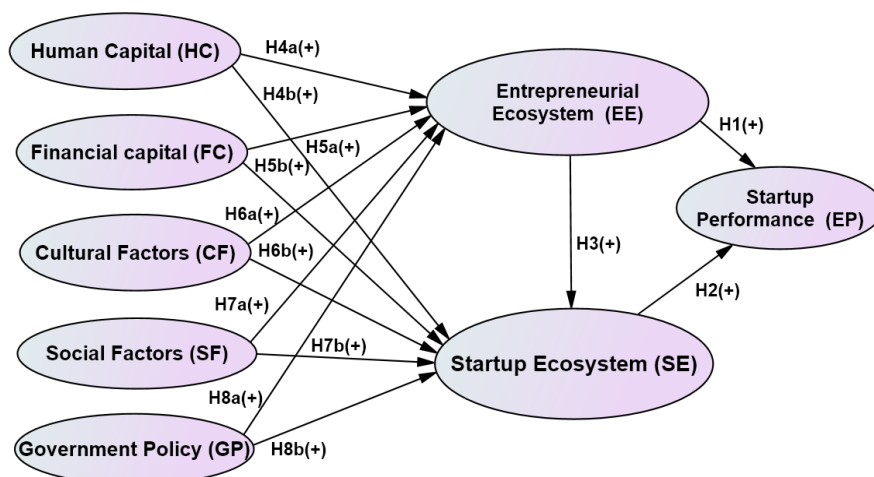 Human Capital (HC)
H4a(+)
H4b(+)
Entrepreneurial
Ecosystem  (EE)
H1(+)
Financial capital (FC)
H5a(+)
H5b(+)
Startup
Performance  (EP)
H6a(+)
Cultural Factors (CF)
H6b(+)
H3(+)
H2(+)
H7a(+)
Social Factors (SF)
H7b(+)
Startup Ecosystem (SE)
H8a(+)
Government Policy (GP)
H8b(+)